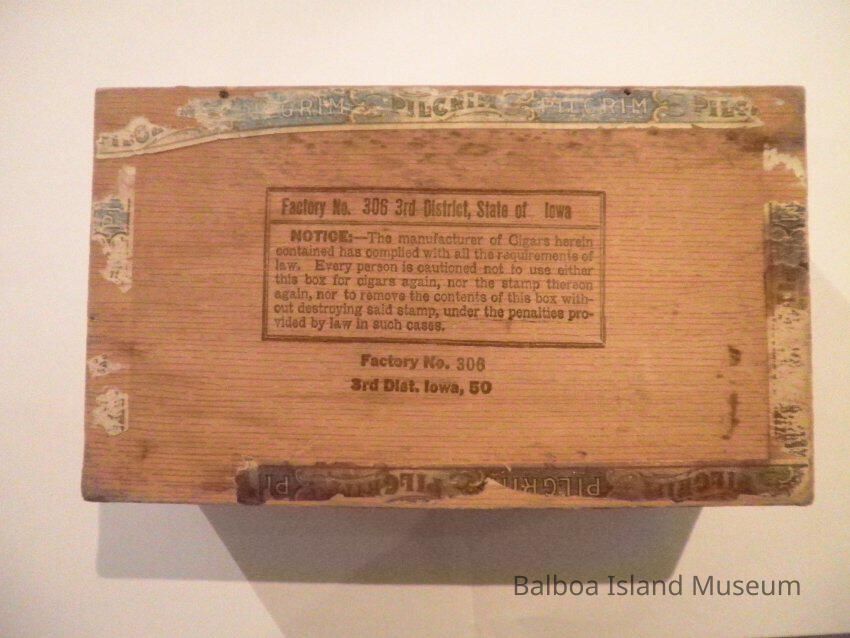 GRIM PILGRIM PILGRIM PILG
Factory No. 306 3rd District, State of Iowa
NOTICE:—The manufacturer of Cigars herein
contained has complied with all the requirements of
law. Every person is cautioned not to use either
this box for cigars again, nor the stamp thereon
again, nor to remove the contents of this box with-
out destroying said stamp, under the penalties pro-
vided by law in such cases.
Factory No. 306
3rd Dist. Iowa, 50
PI PILGRIM PILGRI PILGRIM
Balboa Island Museum